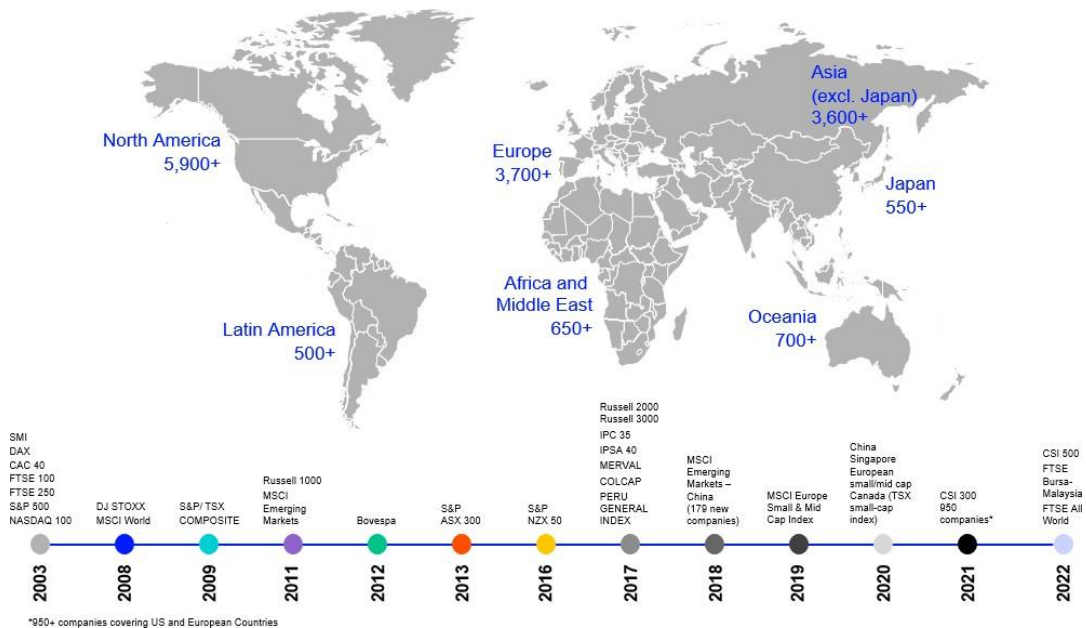 North America
5,900+
Europe
3,700+
Asia
(excl. Japan)
3,600+
Japan
550+
Latin America
500+
Africa and
Middle East
650+
Oceania
700+
SMI
DAX
CAC 40
FTSE 100
FTSE 250
S&P 500
NASDAQ 100
DJ STOXX
MSCI World
S&P/ TSX
COMPOSITE
Russell 1000
MSCI
Emerging
Markets
Bovespa
S&P
ASX 300
S&P
NZX 50
Russell 2000
Russell 3000
IPC 35
IPSA 40
MERVAL
COLCAP
PERU
GENERAL
INDEX
MSCI
Emerging
Markets –
China
(179 new
companies)
MSCI Europe
Small & Mid
Cap Index
China
Singapore
European
small/mid cap
Canada (TSX
small-cap
index)
CSI 300
950
companies*
CSI 500
FTSE
Bursa-
Malaysia
FTSE All
World
2003
2008
2009
2011
2012
2013
2016
2017
2018
2019
2020
2021
2022
*950+ companies covering US and European Countries